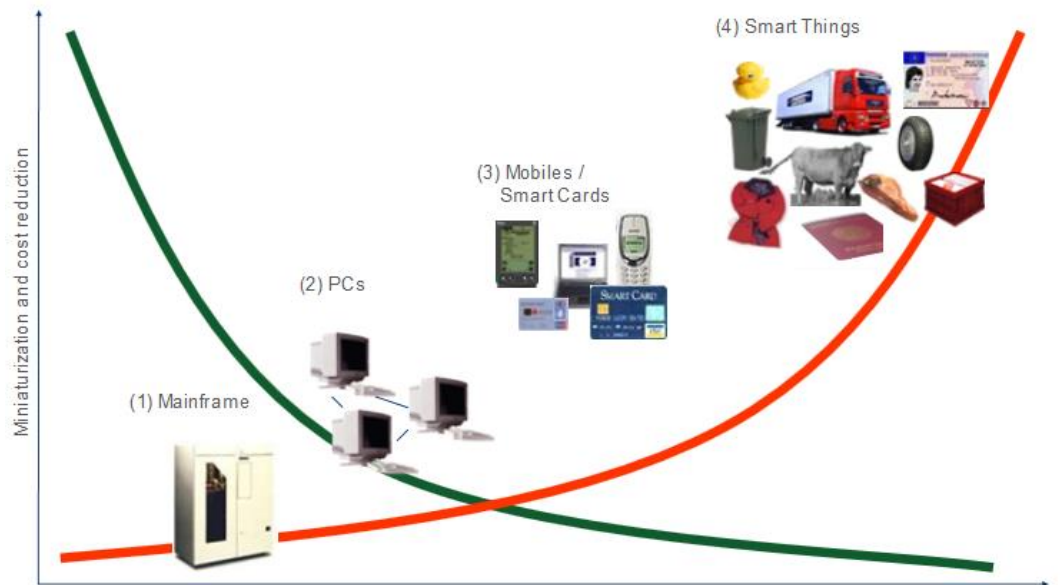 (4) Smart Things
(3) Mobiles /
Smart Cards
(2) PCs
(1) Mainframe
Miniaturization and cost reduction
SMART CARD